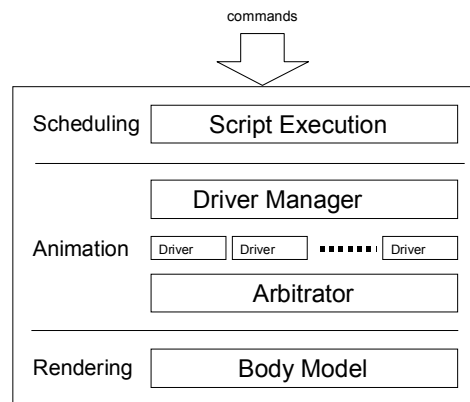 commands
Scheduling
Script Execution
Driver Manager
Animation
Driver
Driver
Driver
Arbitrator
Rendering
Body Model